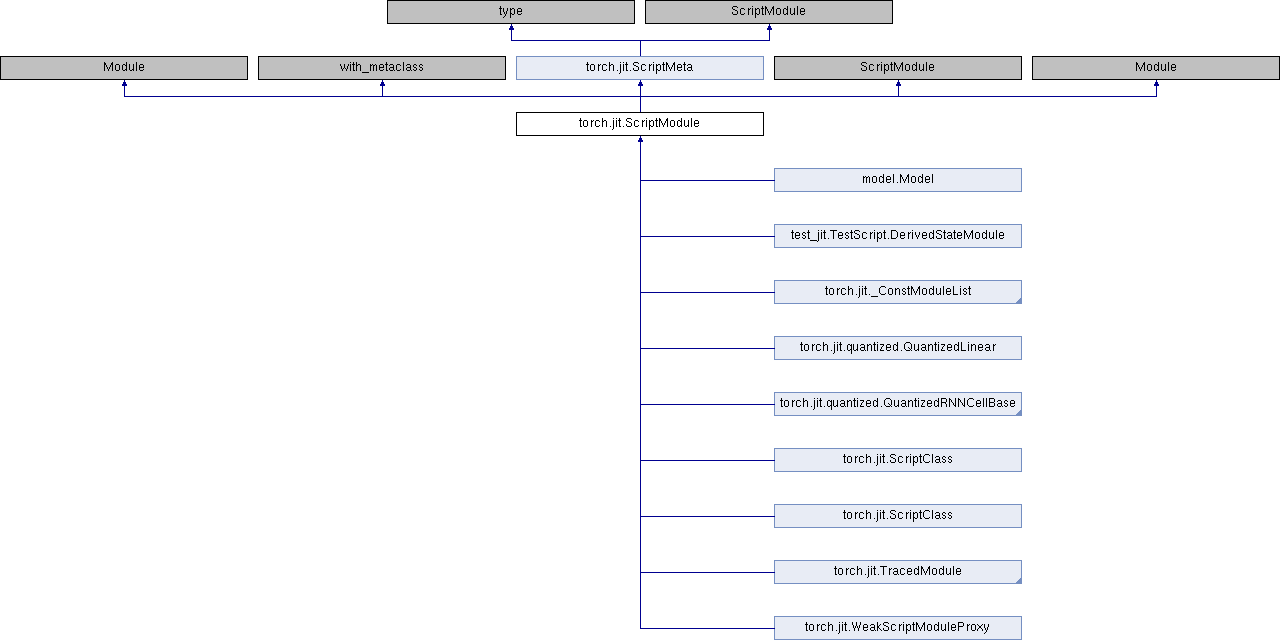 type
ScriptModule
Module
with_metaclass
torch.jit.ScriptMeta
ScriptModule
Module
torch.jit.ScriptModule
model.Model
test_jit.TestScript.DerivedStateModule
torch.jit._ConstModuleList
torch.jit.quantized.QuantizedLinear
torch.jit.quantized.QuantizedRNNCellBase
torch.jit.ScriptClass
torch.jit.ScriptClass
torch.jit.TracedModule
torch.jit.WeakScriptModuleProxy